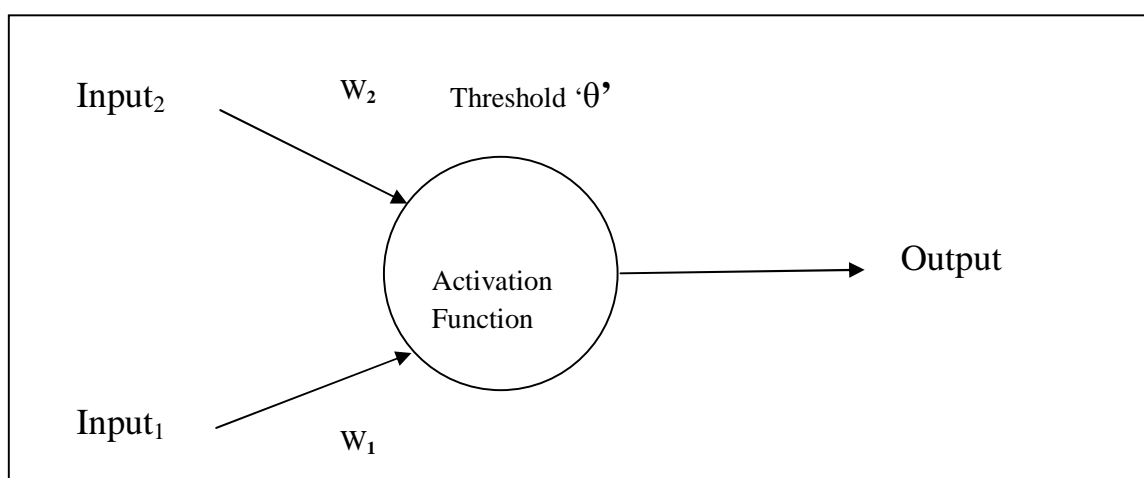 Input₂
W₂
Threshold ‘θ’
Activation
Function
Output
Input₁
W₁